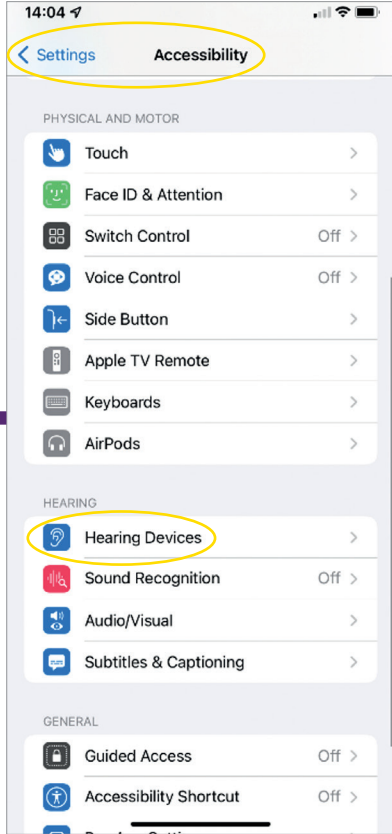 14:04
Settings
Accessibility
PHYSICAL AND MOTOR
Touch
Face ID & Attention
Switch Control Off
Voice Control Off
Side Button
Apple TV Remote
Keyboards
AirPods
HEARING
Hearing Devices
Sound Recognition Off
Audio/Visual
Subtitles & Captioning
GENERAL
Guided Access Off
Accessibility Shortcut Off